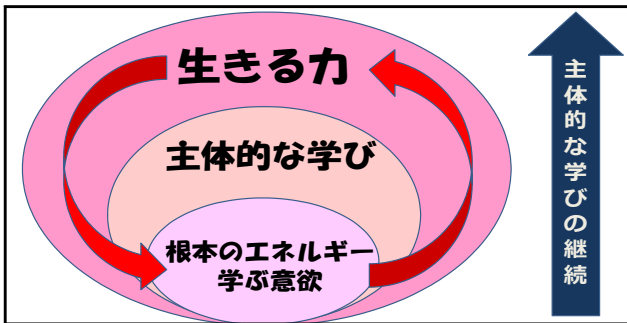 生きる力
主体的な学び
根本のエネルギー
学ぶ意欲
主体的な学びの継続